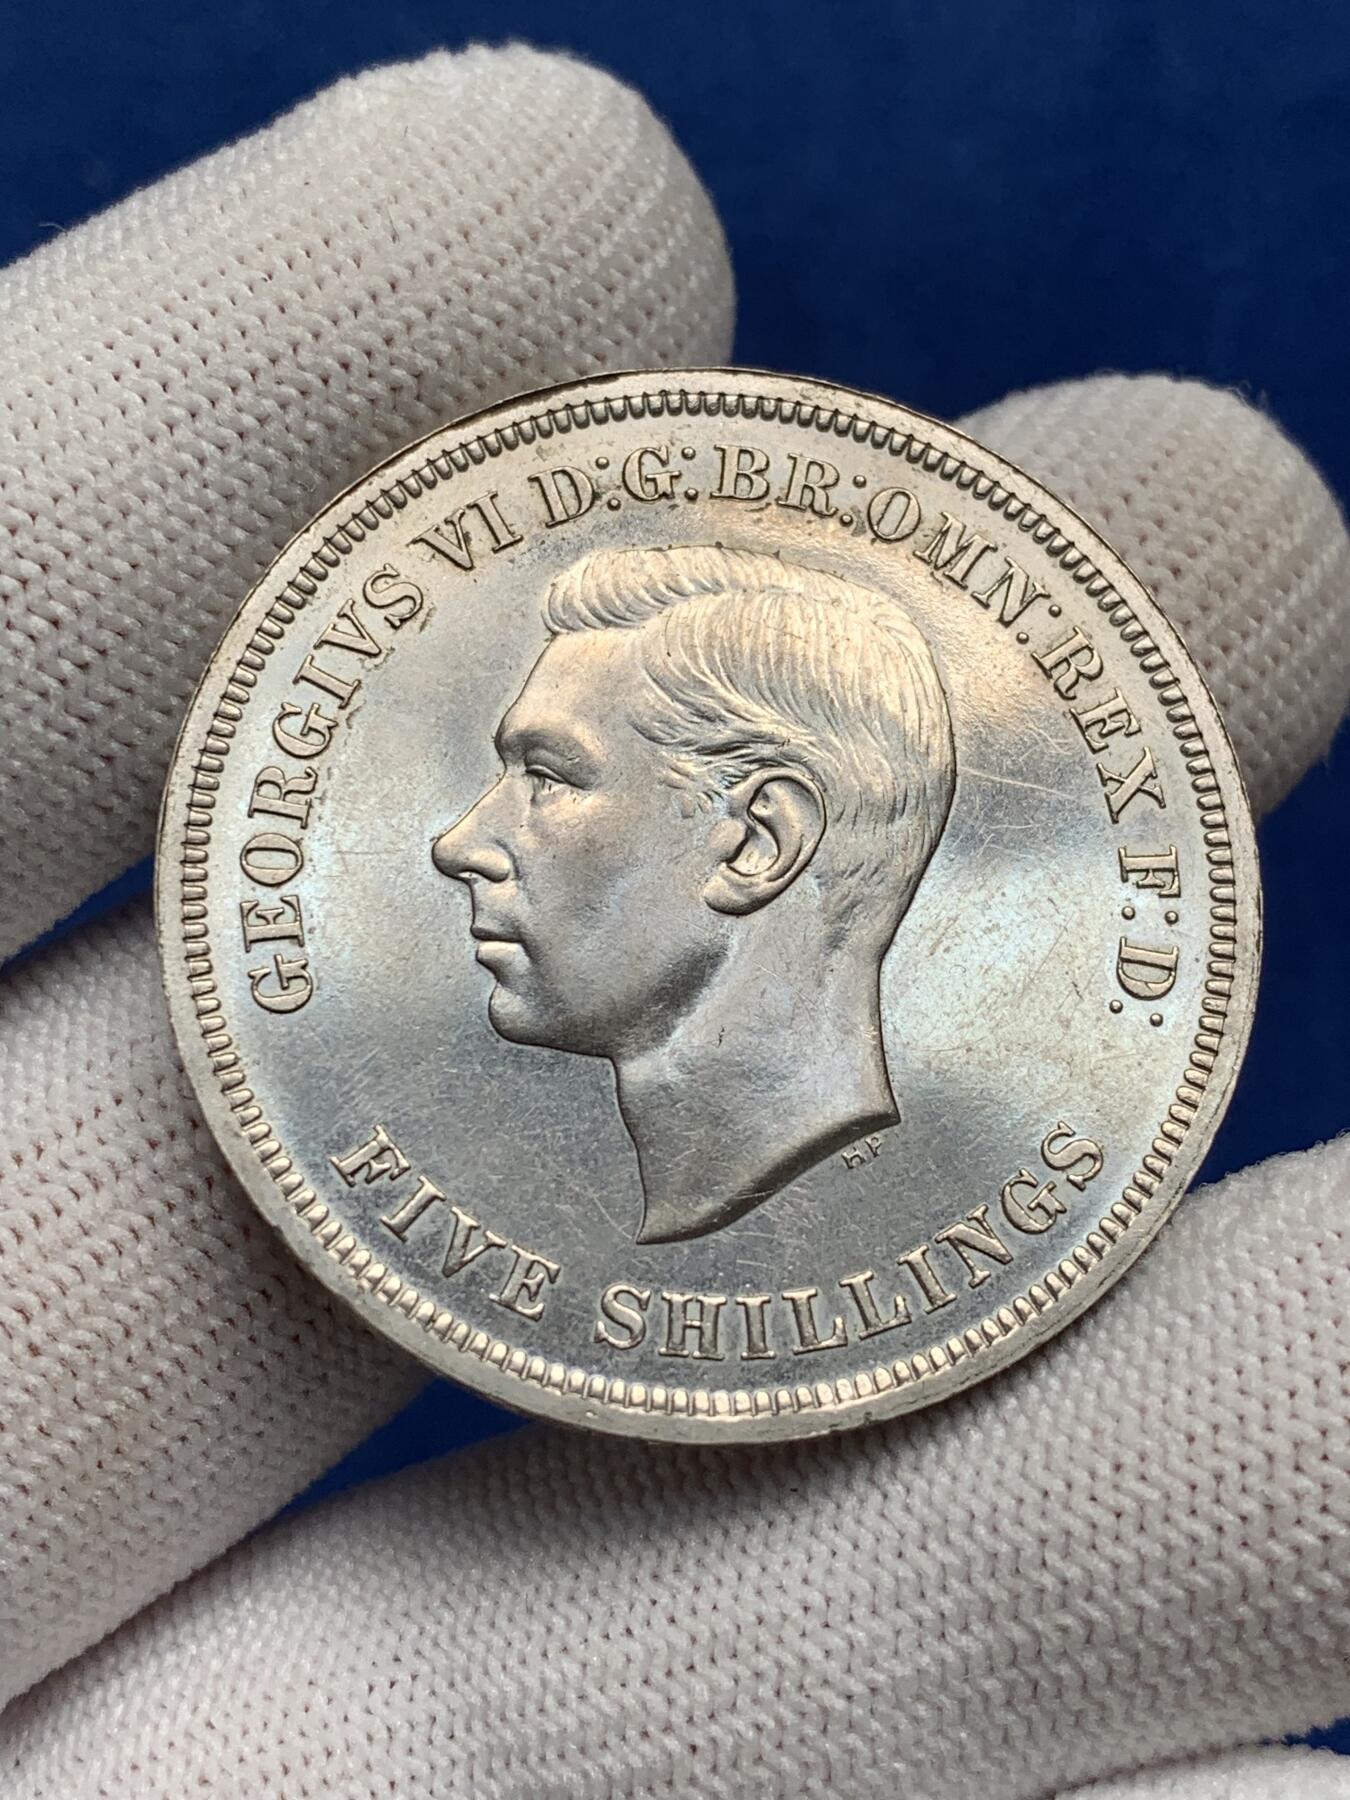 GEORGIVS VI D:G:BR:OMN:REX F:D:
HP
FIVE SHILLINGS